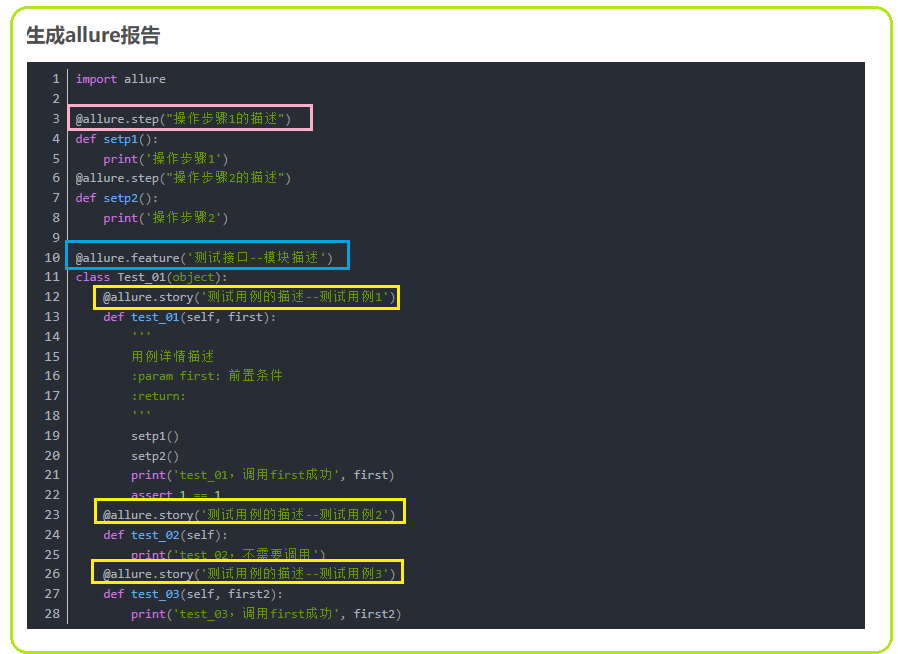 生成allure报告
1 import allure
2
3 @allure.step("操作步骤1的描述")
4 def setp1():
5     print('操作步骤1')
6 @allure.step("操作步骤2的描述")
7 def setp2():
8     print('操作步骤2')
9
10 @allure.feature('测试接口--模块描述')
11 class Test_01(object):
12     @allure.story('测试用例的描述--测试用例1')
13     def test_01(self, first):
14         '''
15         用例详情描述
16         :param first: 前置条件
17         :return:
18         '''
19         setp1()
20         setp2()
21         print('test_01，调用first成功', first)
22         assert 1 == 1
23     @allure.story('测试用例的描述--测试用例2')
24     def test_02(self):
25         print('test_02，不需要调用')
26     @allure.story('测试用例的描述--测试用例3')
27     def test_03(self, first2):
28         print('test_03，调用first成功', first2)